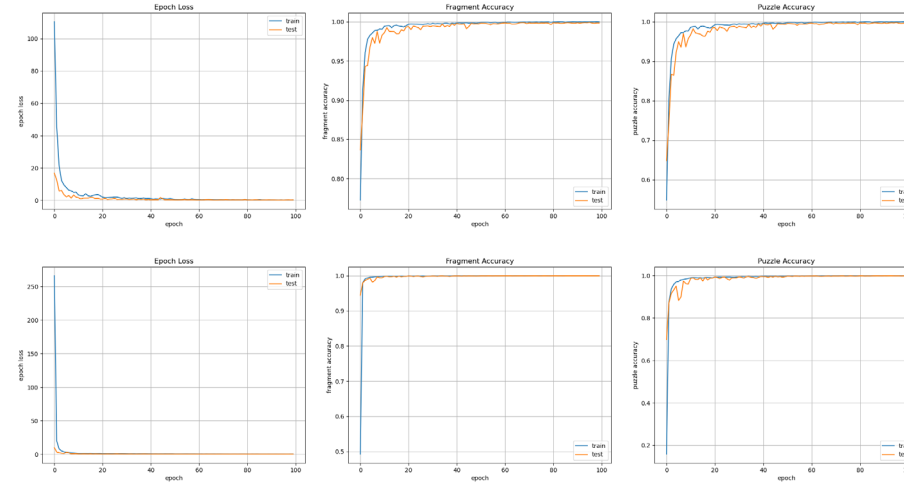 Epoch Loss
epoch loss
100
80
60
40
20
0
0 20 40 60 80 100
epoch
train
test
Fragment Accuracy
fragment accuracy
1.00
0.95
0.90
0.85
0.80
0 20 40 60 80 100
epoch
train
test
Puzzle Accuracy
puzzle accuracy
1.0
0.9
0.8
0.7
0.6
0 20 40 60 80
epoch
tra
test
Epoch Loss
epoch loss
250
200
150
100
50
0
0 20 40 60 80 100
epoch
train
test
Fragment Accuracy
fragment accuracy
1.0
0.9
0.8
0.7
0.6
0.5
0 20 40 60 80 100
epoch
train
test
Puzzle Accuracy
puzzle accuracy
1.0
0.8
0.6
0.4
0.2
0 20 40 60 80
epoch
tra
test